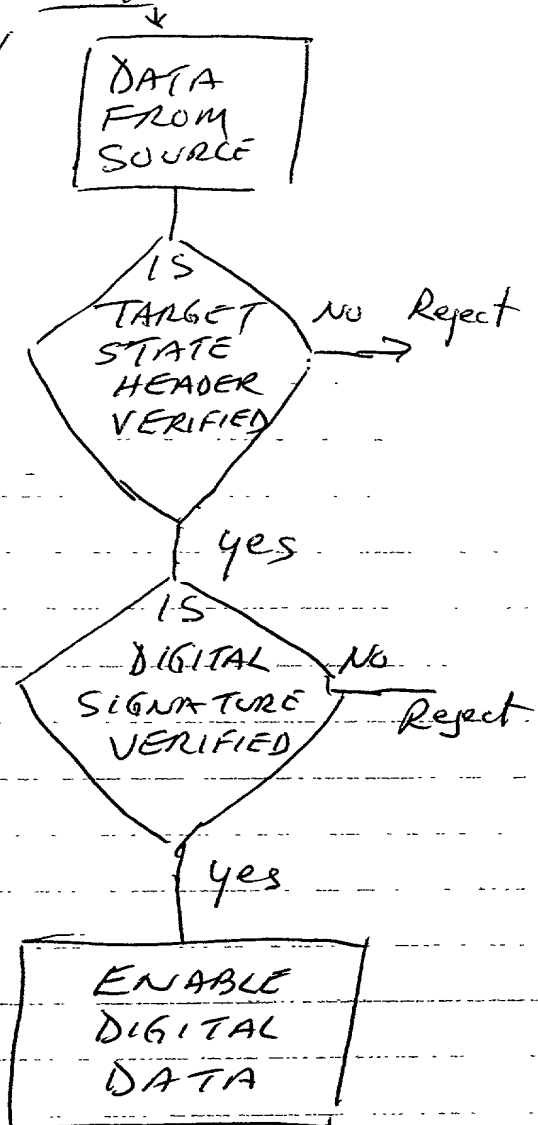 DATA
FROM
SOURCE
IS
TARGET
STATE
HEADER
VERIFIED
No Reject
yes
IS
DIGITAL
SIGNATURE
VERIFIED
No
Reject
yes
ENABLE
DIGITAL
DATA